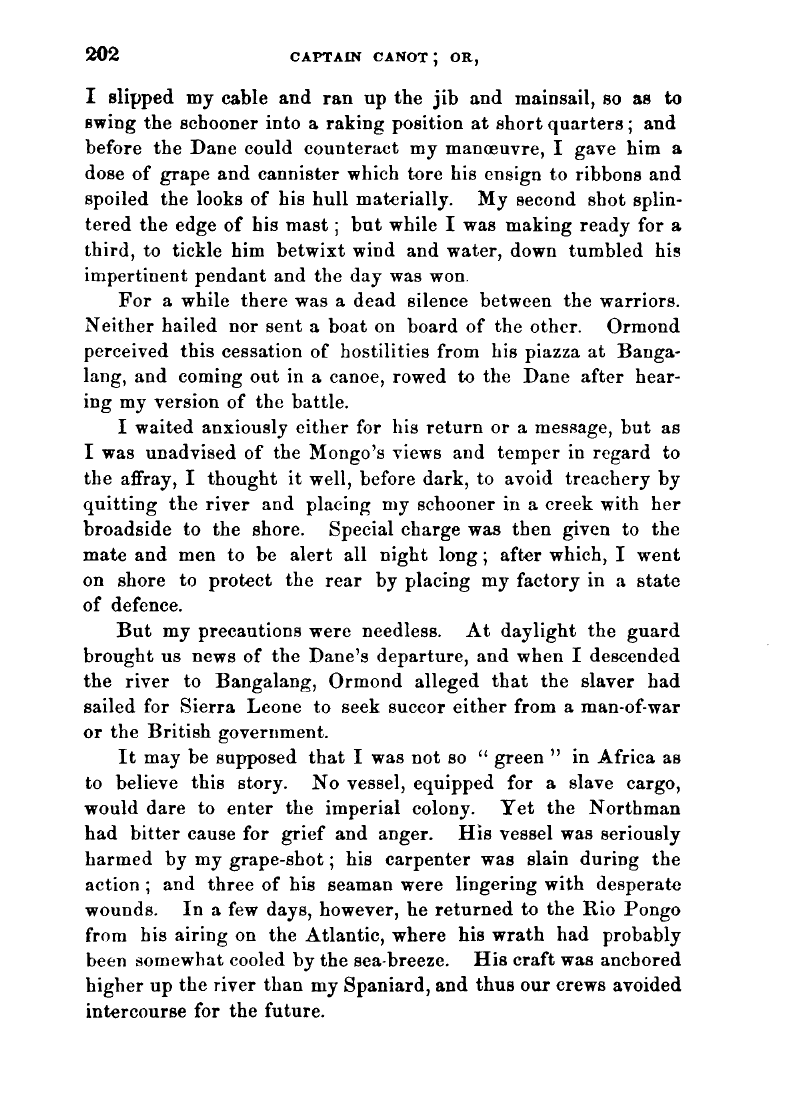 202 CAPTAIN CANOT; OR,
I slipped my cable and ran up the jib and mainsail, so as to
swing the schooner into a raking position at short quarters; and
before the Dane could counteract my manœuvre, I gave him a
dose of grape and cannister which tore his ensign to ribbons and
spoiled the looks of his hull materially. My second shot splin-
tered the edge of his mast; but while I was making ready for a
third, to tickle him betwixt wind and water, down tumbled his
impertinent pendant and the day was won.
For a while there was a dead silence between the warriors.
Neither hailed nor sent a boat on board of the other. Ormond
perceived this cessation of hostilities from his piazza at Banga-
lang, and coming out in a canoe, rowed to the Dane after hear-
ing my version of the battle.
I waited anxiously either for his return or a message, but as
I was unadvised of the Mongo's views and temper in regard to
the affray, I thought it well, before dark, to avoid treachery by
quitting the river and placing my schooner in a creek with her
broadside to the shore. Special charge was then given to the
mate and men to be alert all night long; after which, I went
on shore to protect the rear by placing my factory in a state
of defence.
But my precautions were needless. At daylight the guard
brought us news of the Dane's departure, and when I descended
the river to Bangalang, Ormond alleged that the slaver had
sailed for Sierra Leone to seek succor either from a man-of-war
or the British government.
It may be supposed that I was not so "green" in Africa as
to believe this story. No vessel, equipped for a slave cargo,
would dare to enter the imperial colony. Yet the Northman
had bitter cause for grief and anger. His vessel was seriously
harmed by my grape-shot; his carpenter was slain during the
action; and three of his seaman were lingering with desperate
wounds. In a few days, however, he returned to the Rio Pongo
from his airing on the Atlantic, where his wrath had probably
been somewhat cooled by the sea-breeze. His craft was anchored
higher up the river than my Spaniard, and thus our crews avoided
intercourse for the future.